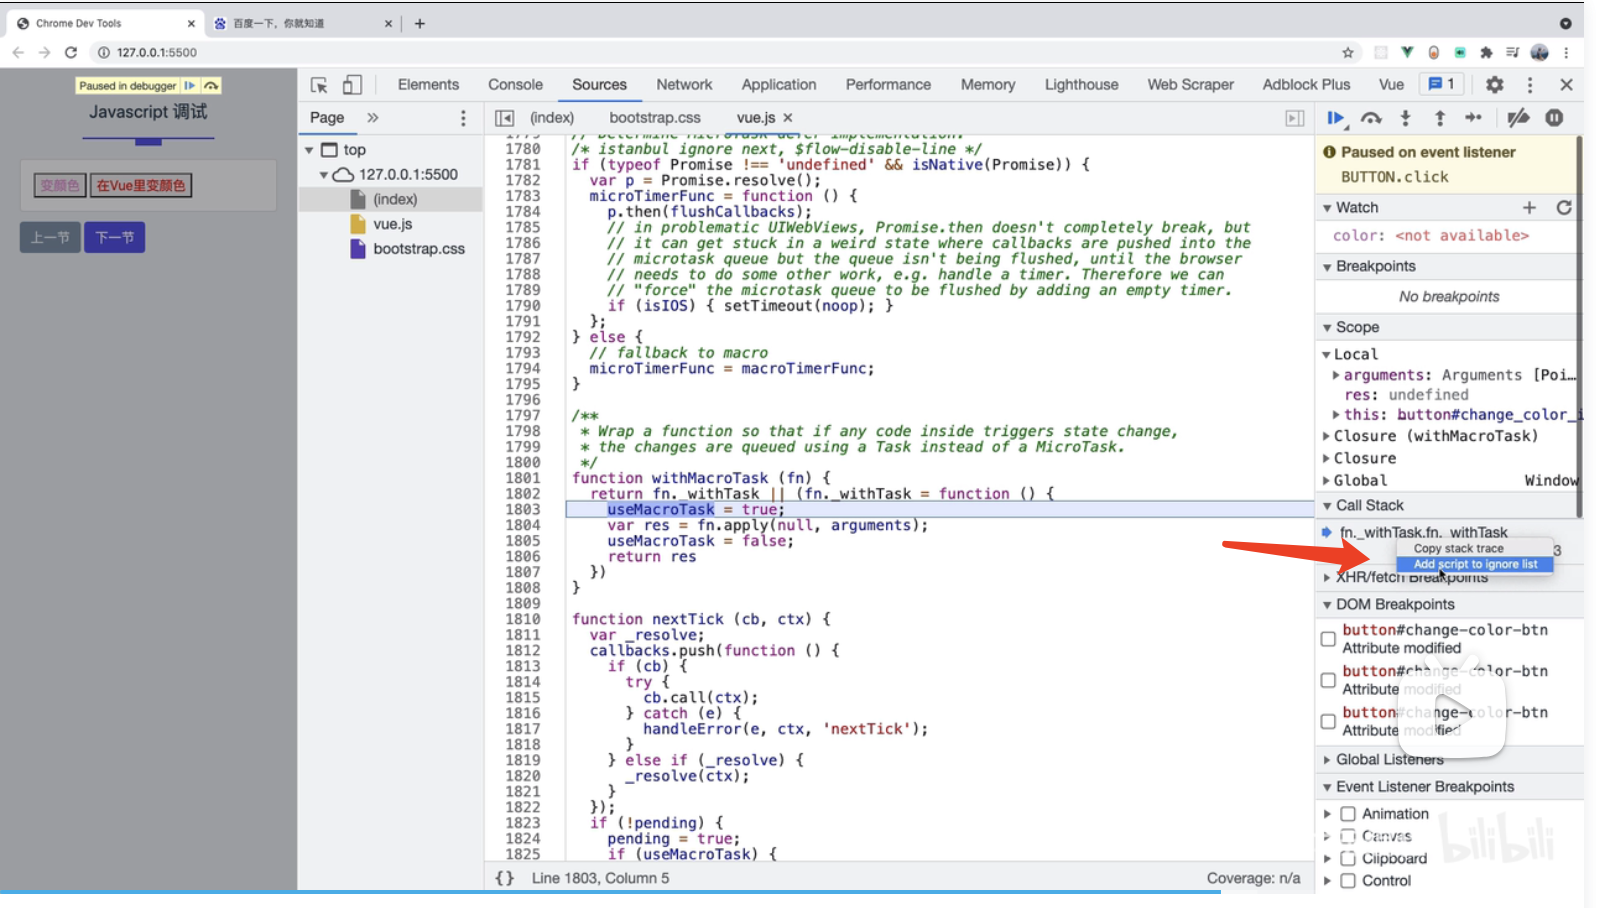 Chrome Dev Tools
百度一下，你就知道
127.0.0.1:5500
Paused in debugger
Javascript 调试
变颜色 在Vue里变颜色
上一节 下一节
Elements Console Sources Network Application Performance Memory Lighthouse Web Scraper Adblock Plus Vue 1
Page
top
127.0.0.1:5500
(index)
vue.js
bootstrap.css
(index) bootstrap.css vue.js
1780 /* istanbul ignore next, $flow-disable-line */
1781 if (typeof Promise !== 'undefined' && isNative(Promise)) {
1782 var p = Promise.resolve();
1783 microTimerFunc = function () {
1784 p.then(flushCallbacks);
1785 // in problematic UIWebViews, Promise.then doesn't completely break, but
1786 // it can get stuck in a weird state where callbacks are pushed into the
1787 // microtask queue but the queue isn't being flushed, until the browser
1788 // needs to do some other work, e.g. handle a timer. Therefore we can
1789 // "force" the microtask queue to be flushed by adding an empty timer.
1790 if (isIOS) { setTimeout(noop); }
1791 };
1792 } else {
1793 // fallback to macro
1794 microTimerFunc = macroTimerFunc;
1795 }
1796
1797 /**
1798 * Wrap a function so that if any code inside triggers state change,
1799 * the changes are queued using a Task instead of a MicroTask.
1800 */
1801 function withMacroTask (fn) {
1802 return fn._withTask || (fn._withTask = function () {
1803 useMacroTask = true;
1804 var res = fn.apply(null, arguments);
1805 useMacroTask = false;
1806 return res
1807 })
1808 }
1809
1810 function nextTick (cb, ctx) {
1811 var _resolve;
1812 callbacks.push(function () {
1813 if (cb) {
1814 try {
1815 cb.call(ctx);
1816 } catch (e) {
1817 handleError(e, ctx, 'nextTick');
1818 }
1819 } else if (_resolve) {
1820 _resolve(ctx);
1821 }
1822 });
1823 if (!pending) {
1824 pending = true;
1825 if (useMacroTask) {
{} Line 1803, Column 5
Coverage: n/a
Paused on event listener
BUTTON.click
Watch
color: <not available>
Breakpoints
No breakpoints
Scope
Local
arguments: Arguments [Poi…
res: undefined
this: button#change_color_i
Closure (withMacroTask)
Closure
Global Window
Call Stack
fn._withTask.fn._withTask
Copy stack trace
3
Add script to ignore list
XHR/fetch Breakpoints
DOM Breakpoints
button#change-color-btn
Attribute modified
button#change-color-btn
Attribute modified
button#change-color-btn
Attribute modified
Global Listeners
Event Listener Breakpoints
Animation
Canvas
Clipboard
Control
bilibili